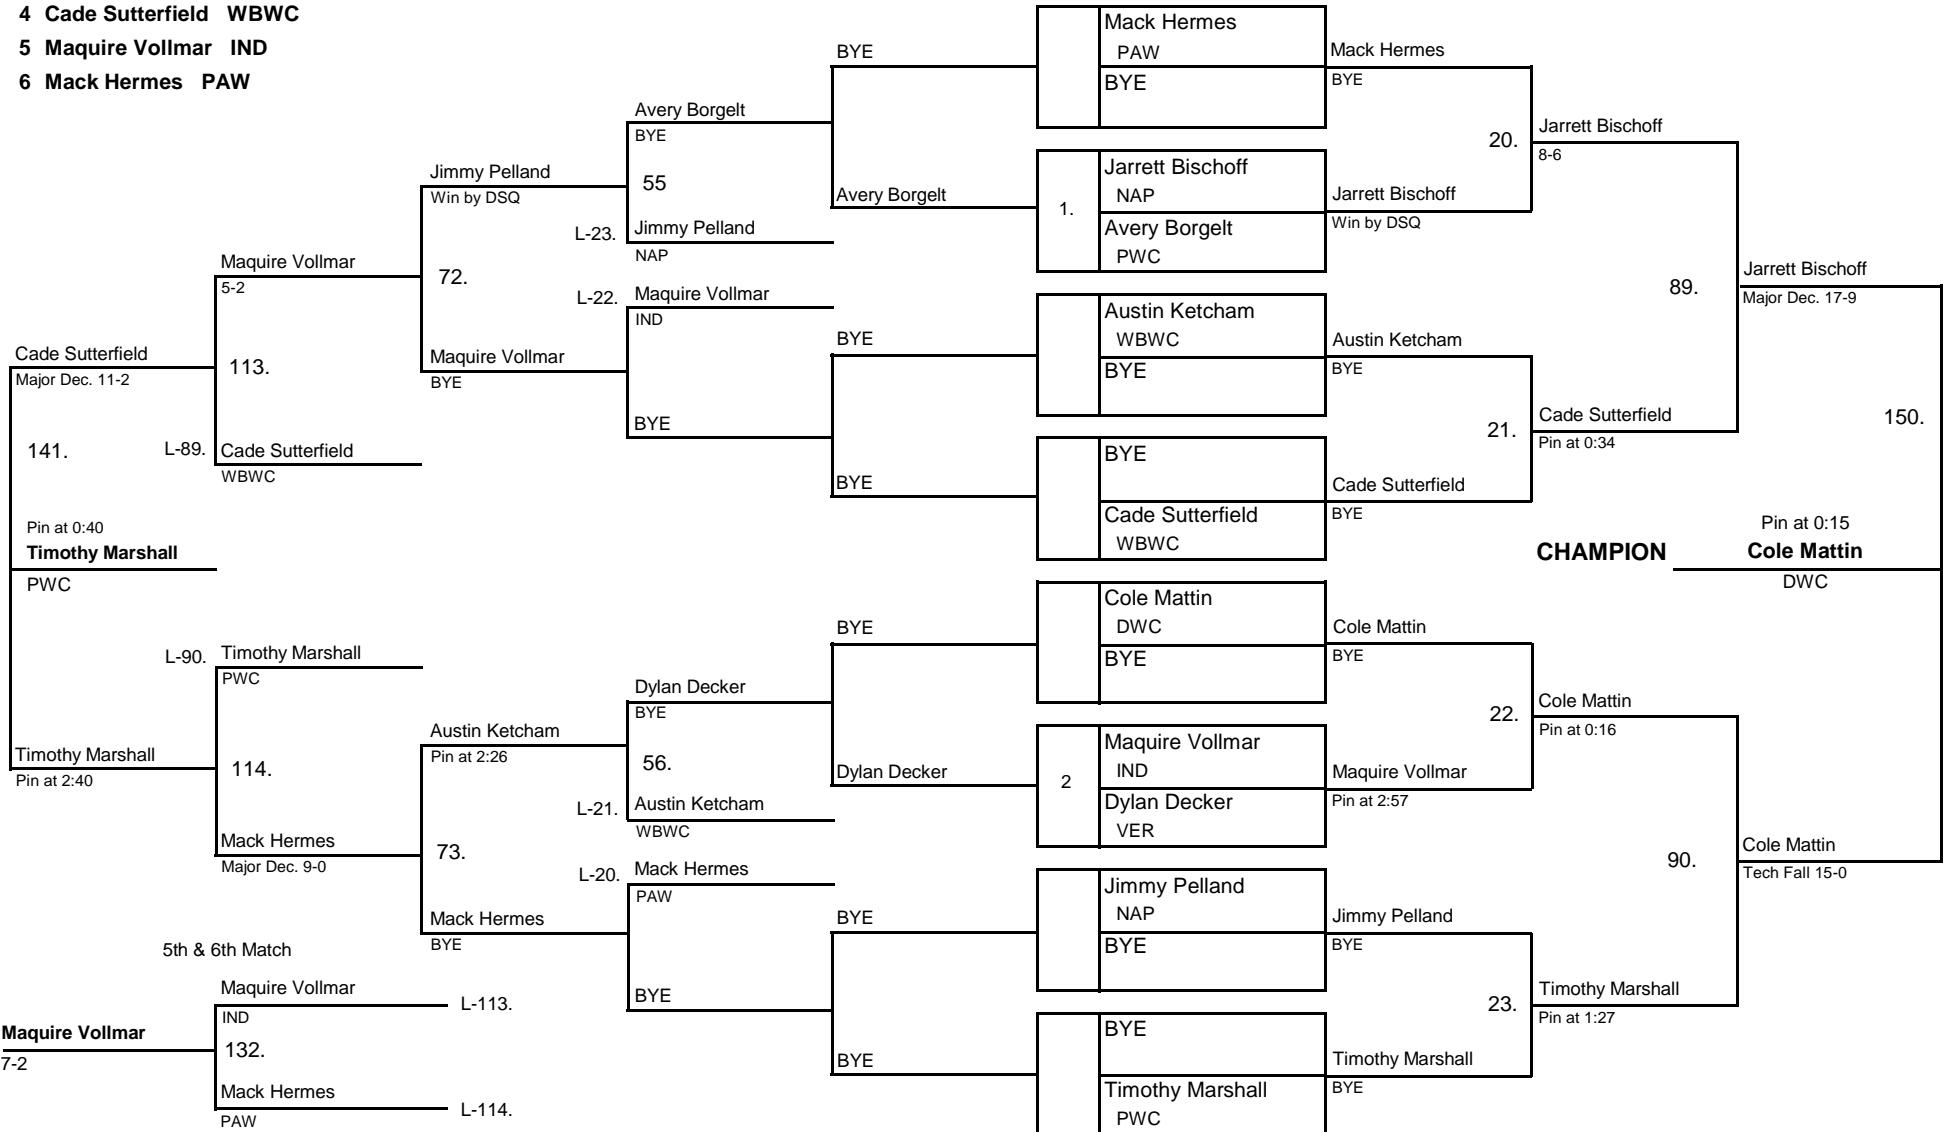 4 Cade Sutterfield WBWC
5 Maquire Vollmar IND
6 Mack Hermes PAW
Cade Sutterfield
Major Dec. 11-2
141.
Pin at 0:40
Timothy Marshall
PWC
Timothy Marshall
Pin at 2:40
5th & 6th Match
Maquire Vollmar
7-2
Maquire Vollmar
5-2
113.
L-89. Cade Sutterfield
WBWC
L-90. Timothy Marshall
PWC
114.
Mack Hermes
Major Dec. 9-0
Maquire Vollmar
IND
L-113.
132.
Mack Hermes
PAW
L-114.
Jimmy Pelland
Win by DSQ
72.
Maquire Vollmar
BYE
Austin Ketcham
Pin at 2:26
73.
Mack Hermes
BYE
Avery Borgelt
BYE
55
L-23. Jimmy Pelland
NAP
L-22. Maquire Vollmar
IND
BYE
Dylan Decker
BYE
56.
L-21. Austin Ketcham
WBWC
L-20. Mack Hermes
PAW
BYE
BYE
Avery Borgelt
BYE
BYE
BYE
Dylan Decker
BYE
BYE
Mack Hermes
PAW
BYE
1.
Jarrett Bischoff
NAP
Avery Borgelt
PWC
Austin Ketcham
WBWC
BYE
BYE
Cade Sutterfield
WBWC
Cole Mattin
DWC
BYE
2
Maquire Vollmar
IND
Dylan Decker
VER
Jimmy Pelland
NAP
BYE
BYE
Timothy Marshall
PWC
Mack Hermes
BYE
20.
Jarrett Bischoff
Win by DSQ
Austin Ketcham
BYE
21.
Cade Sutterfield
BYE
Cole Mattin
BYE
22.
Maquire Vollmar
Pin at 2:57
Jimmy Pelland
BYE
23.
Timothy Marshall
BYE
Jarrett Bischoff
8-6
89.
Cade Sutterfield
Pin at 0:34
Cole Mattin
Pin at 0:16
90.
Timothy Marshall
Pin at 1:27
Jarrett Bischoff
Major Dec. 17-9
150.
Pin at 0:15
CHAMPION Cole Mattin
DWC
Cole Mattin
Tech Fall 15-0